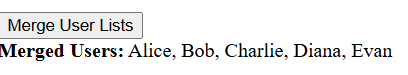 Merge User Lists
Merged Users: Alice, Bob, Charlie, Diana, Evan